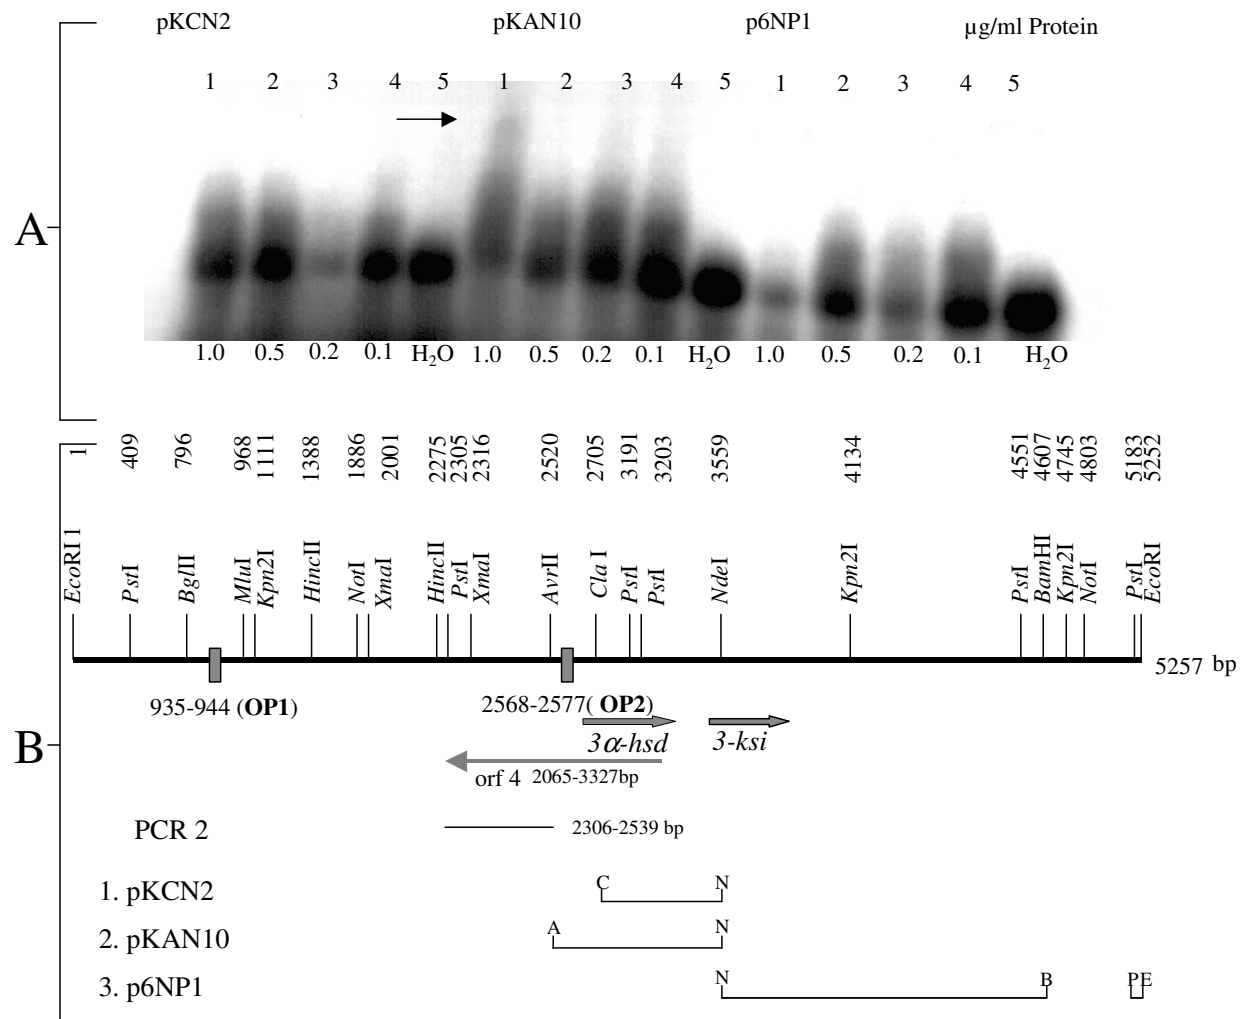 pKCN2 pKAN10 p6NP1 µg/ml Protein
1 2 3 4 5 1 2 3 4 5 1 2 3 4 5
A
1.0 0.5 0.2 0.1 H₂O 1.0 0.5 0.2 0.1 H₂O 1.0 0.5 0.2 0.1 H₂O
1 409 796 968 1111 1388 1886 2001 2275 2305 2316 2520 2705 3191 3203 3559 4134 4551 4607 4745 4803 5183 5252
EcoRI 1 PstI BglII MluI Kpn2I HincII NotI XmaI HincII PstI XmaI AvrII Cla I PstI PstI NdeI Kpn2I PstI BamHI Kpn2I NotI PstI EcoRI
5257 bp
935-944 (OP1) 2568-2577( OP2)
B
3α-hsd 3-ksi
orf 4 2065-3327bp
PCR 2 2306-2539 bp
1. pKCN2 C N
2. pKAN10 A N
3. p6NP1 N B P E